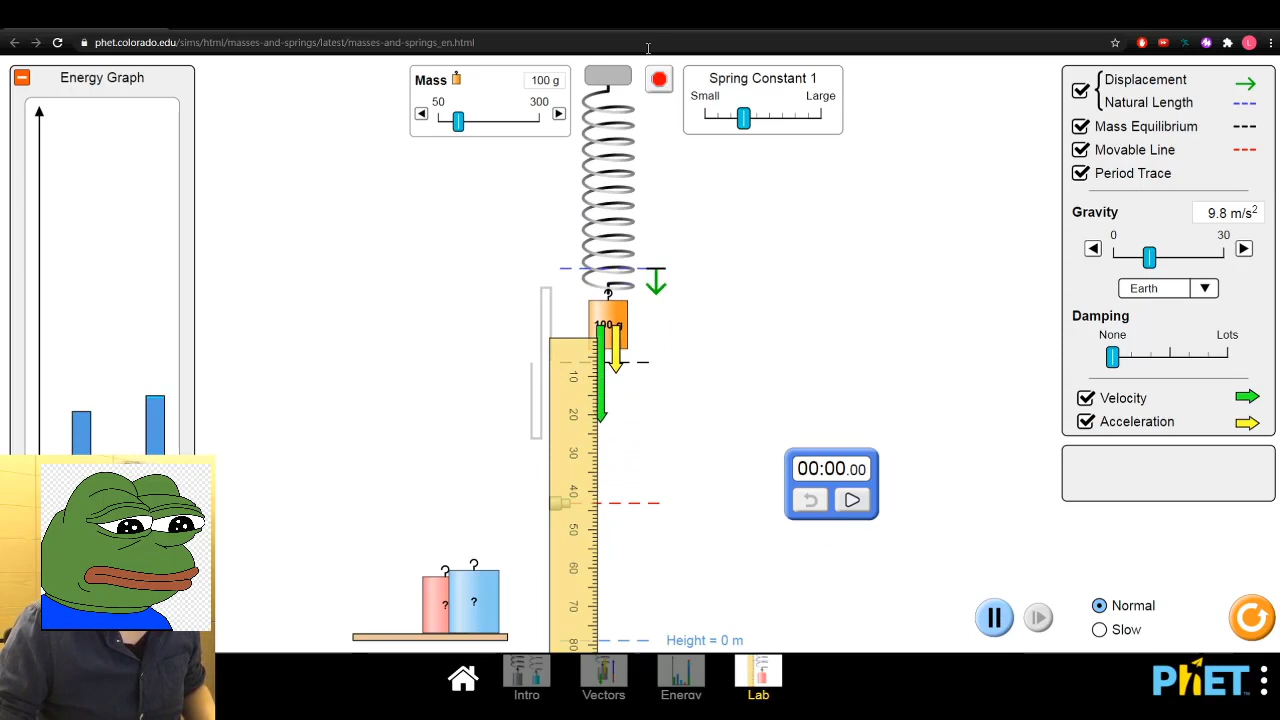 phet.colorado.edu/sims/html/masses-and-springs/latest/masses-and-springs_en.html
L
Energy Graph
Mass
100 g
50
300
Spring Constant 1
Small
Large
Displacement
Natural Length
Mass Equilibrium
Movable Line
Period Trace
Gravity
9.8 m/s²
0
30
Earth
Damping
None
Lots
Velocity
Acceleration
100 g
10
20
30
40
50
60
70
80
00:00.00
?
?
Height = 0 m
Normal
Slow
Intro
Vectors
Energy
Lab
PhET